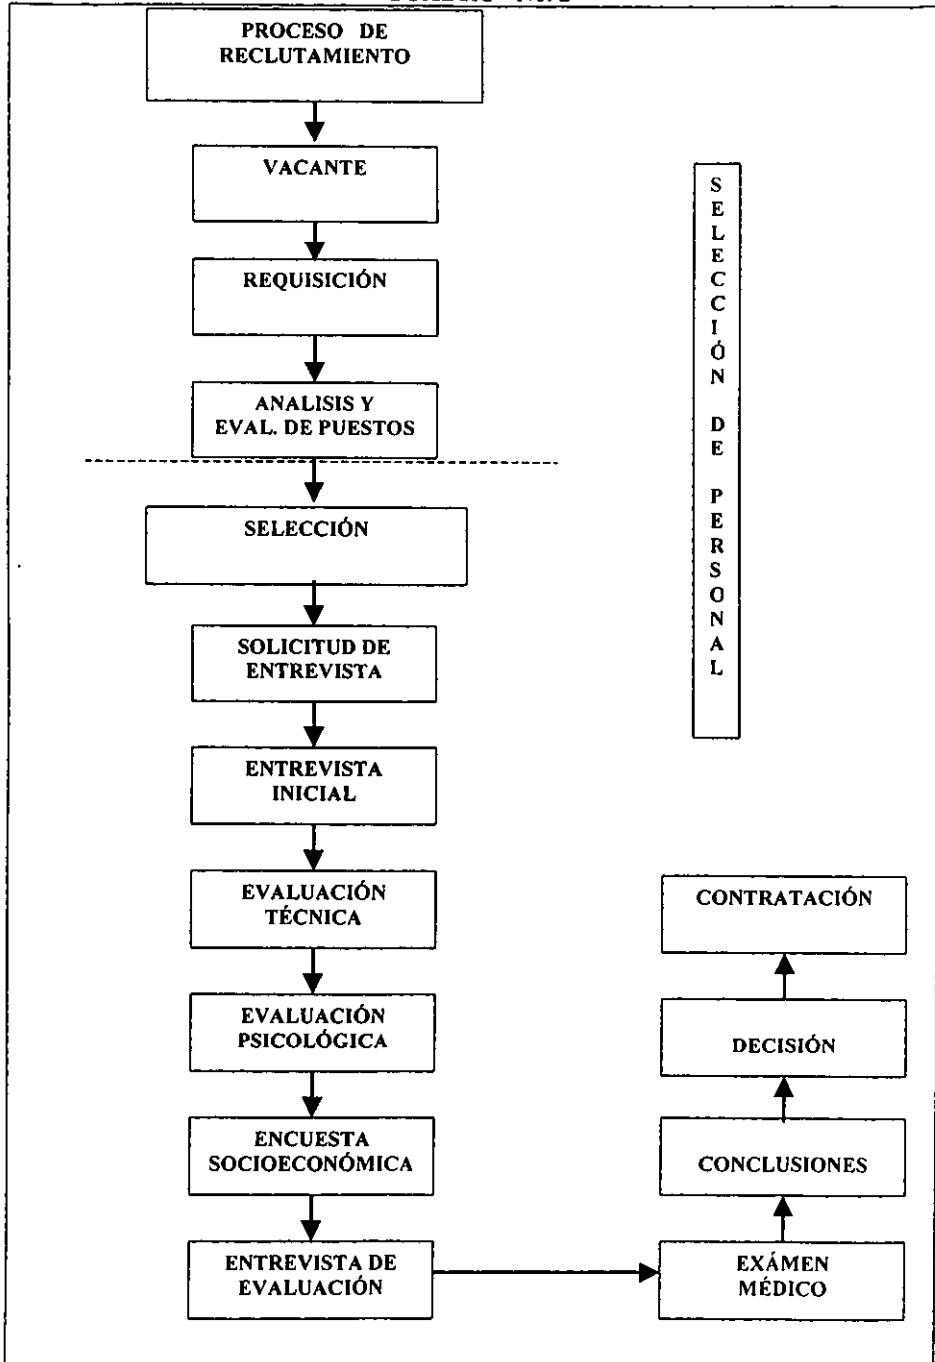 PROCESO DE
RECLUTAMIENTO
VACANTE
REQUISICIÓN
ANALISIS Y
EVAL. DE PUESTOS
SELECCIÓN
SOLICITUD DE
ENTREVISTA
ENTREVISTA
INICIAL
EVALUACIÓN
TÉCNICA
EVALUACIÓN
PSICOLÓGICA
ENCUESTA
SOCIOECONÓMICA
ENTREVISTA DE
EVALUACIÓN
EXÁMEN
MÉDICO
CONCLUSIONES
DECISIÓN
CONTRATACIÓN
SELECCIÓN DE PERSONAL